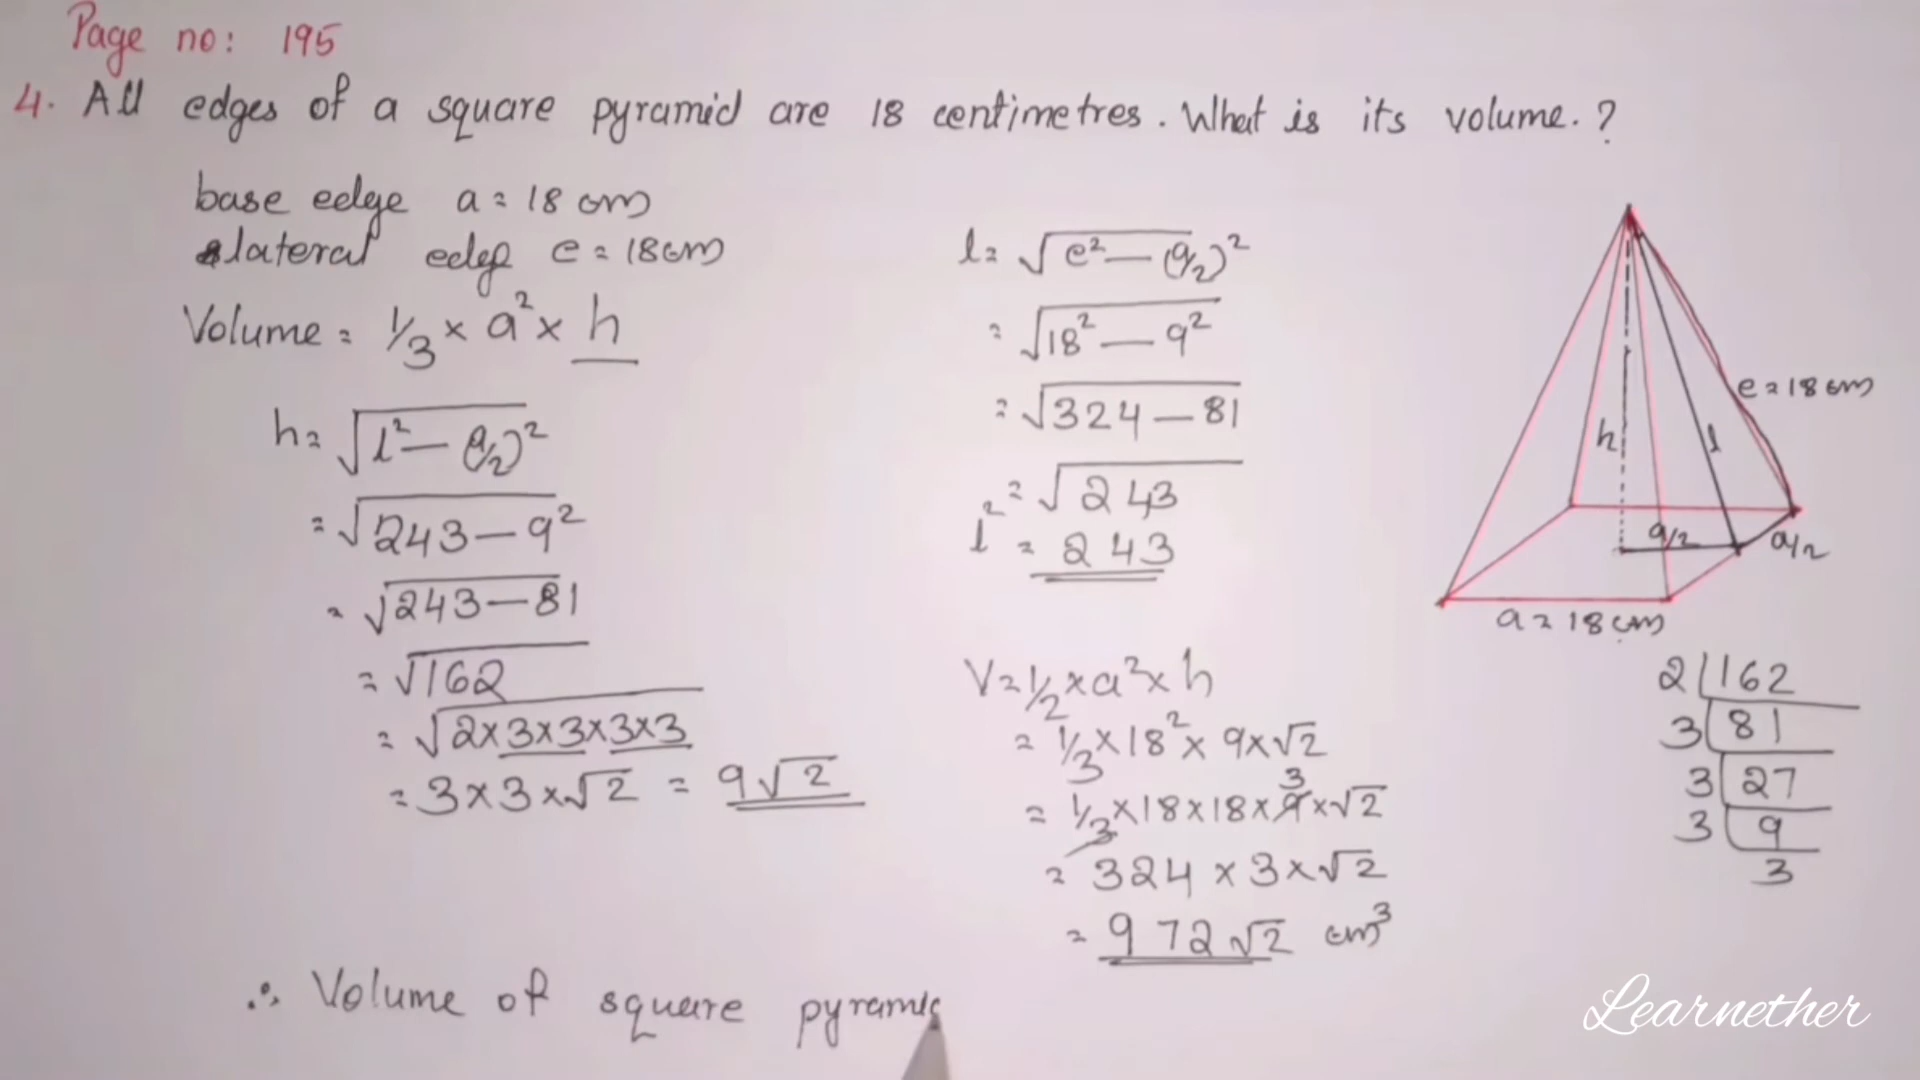 Page no: 195
4. All edges of a square pyramid are 18 centimetres. What is its volume.?
base edge a = 18 cm
lateral edge e = 18cm
Volume = 1/3 × a² × h
h = √l² — (a/2)²
= √243 — 9²
= √243 — 81
= √162
= √2×3×3×3×3
= 3×3×√2 = 9√2
l = √e² — (a/2)²
= √18² — 9²
= √324 — 81
= √243
l² = 243
V = 1/2 × a² × h
= 1/3 × 18² × 9×√2
= 1/3 × 18 × 18 × 9 × √2
3
= 324 × 3 × √2
= 972√2 cm³
∴ Volume of square pyramid
h
l
e = 18 cm
a/2
a/2
a = 18 cm
2 | 162
3 | 81
3 | 27
3 | 9
3
Learnether